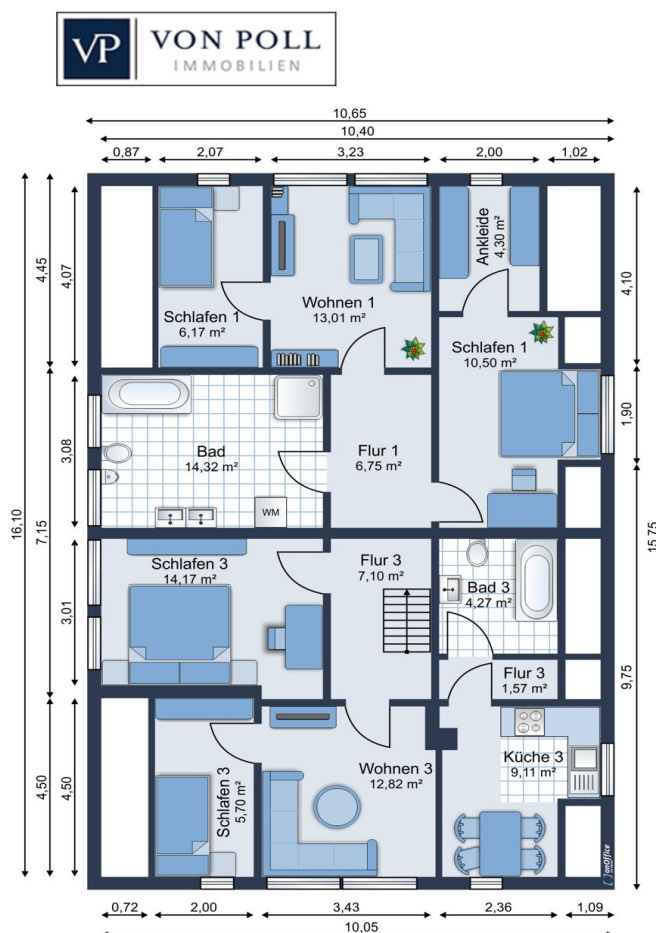 VP VON POLL
IMMOBILIEN
10,65
10,40
0,87 2,07 3,23 2,00 1,02
16,10
4,45
4,07
7,15
3,08
3,01
4,50
4,50
4,10
1,90
15,75
9,75
Ankleide
4,30 m²
Schlafen 1
6,17 m²
Wohnen 1
13,01 m²
Schlafen 1
10,50 m²
Bad
14,32 m²
Flur 1
6,75 m²
WM
Schlafen 3
14,17 m²
Flur 3
7,10 m²
Bad 3
4,27 m²
Flur 3
1,57 m²
Küche 3
9,11 m²
Wohnen 3
12,82 m²
Schlafen 3
5,70 m²
onOffice
0,72 2,00 3,43 2,36 1,09
10,05